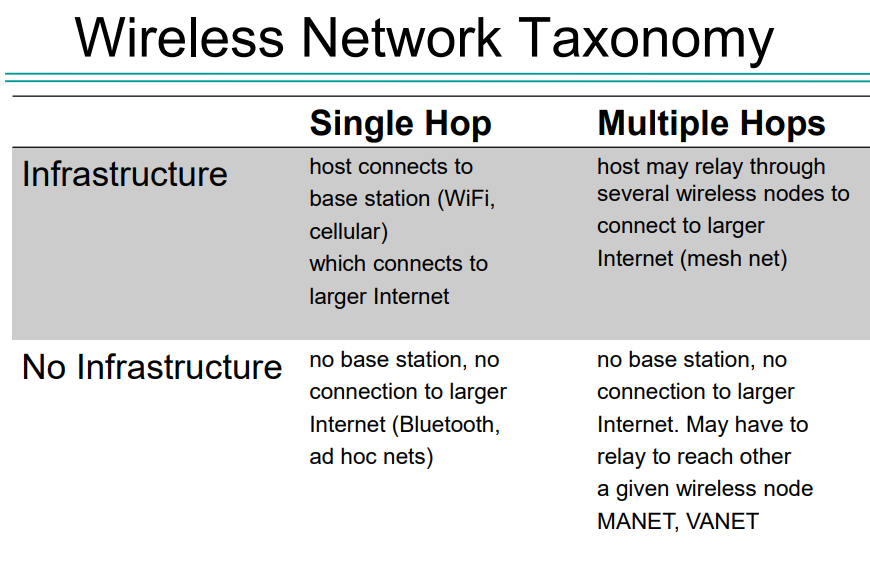 Wireless Network Taxonomy
Single Hop
Multiple Hops
Infrastructure
host connects to
base station (WiFi,
cellular)
which connects to
larger Internet
host may relay through
several wireless nodes to
connect to larger
Internet (mesh net)
No Infrastructure
no base station, no
connection to larger
Internet (Bluetooth,
ad hoc nets)
no base station, no
connection to larger
Internet. May have to
relay to reach other
a given wireless node
MANET, VANET